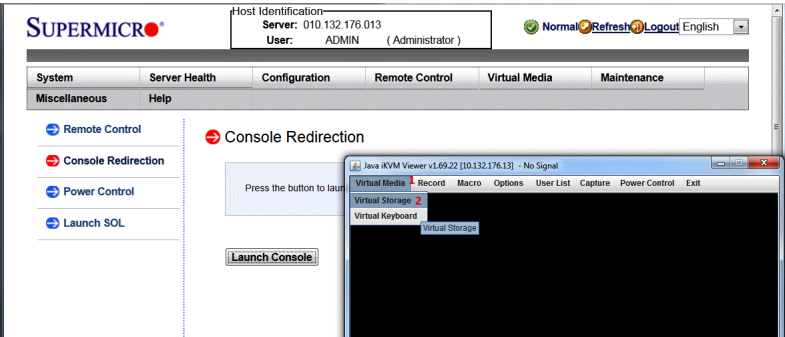 Host Identification
Server: 010.132.176.013
User: ADMIN ( Administrator )
SUPERMICRO
Normal Refresh Logout English
System Server Health Configuration Remote Control Virtual Media Maintenance
Miscellaneous Help
Remote Control
Console Redirection
Power Control
Launch SOL
Console Redirection
Press the button to laun
Launch Console
Java iKVM Viewer v1.69.22 [10.132.176.13] - No Signal
Virtual Media 1 Record Macro Options User List Capture Power Control Exit
Virtual Storage 2
Virtual Keyboard
Virtual Storage